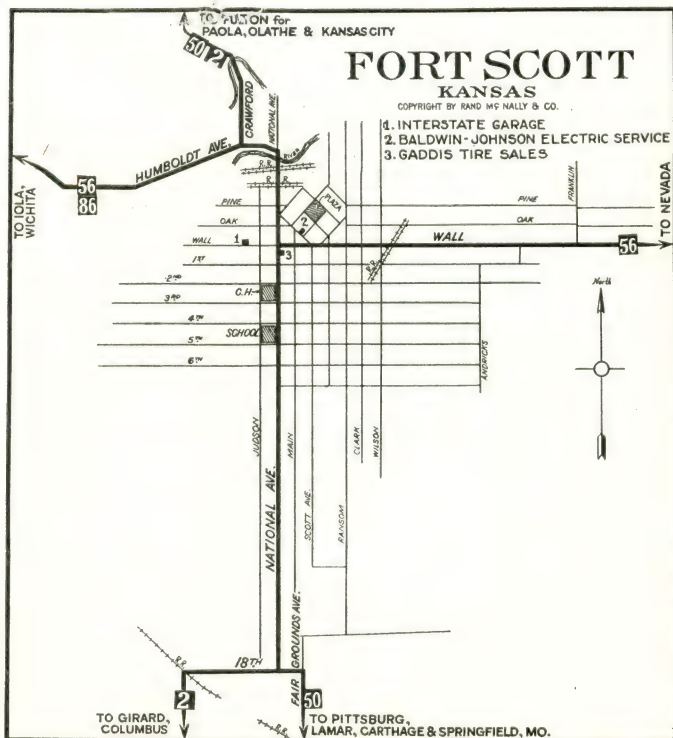 TO FULTON for
PAOLA, OLATHE & KANSAS CITY
50 2
FORT SCOTT
KANSAS
COPYRIGHT BY RAND McNALLY & CO.
1. INTERSTATE GARAGE
2. BALDWIN-JOHNSON ELECTRIC SERVICE
3. GADDIS TIRE SALES
CRAWFORD
NATIONAL AVE.
HUMBOLDT AVE.
RIVER
R.R.
R.R.
TO IOLA,
WICHITA
56
86
PINE
OAK
WALL
1
1ST
2ND
C.H.
3RD
4TH
SCHOOL
5TH
6TH
PLAZA
2
3
PINE
OAK
WALL
FRANKLIN
56
TO NEVADA
R.R.
North
ANDRICKS
JUDSON
NATIONAL AVE.
MAIN
SCOTT AVE.
RANSOM
CLARK
WILSON
FAIR GROUNDS AVE.
18TH
R.R.
2
50
TO GIRARD,
COLUMBUS
R.R.
TO PITTSBURG,
LAMAR, CARTHAGE & SPRINGFIELD, MO.